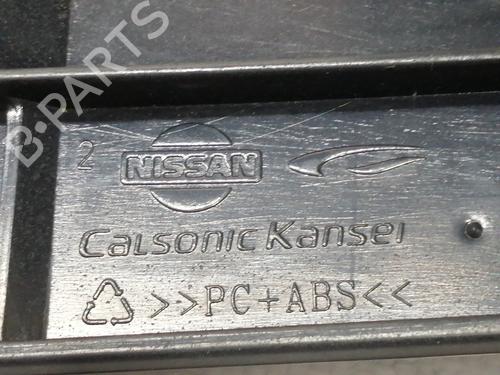 B-PARTS
2 NISSAN
Calsonic Kansei
>>PC+ABS<<